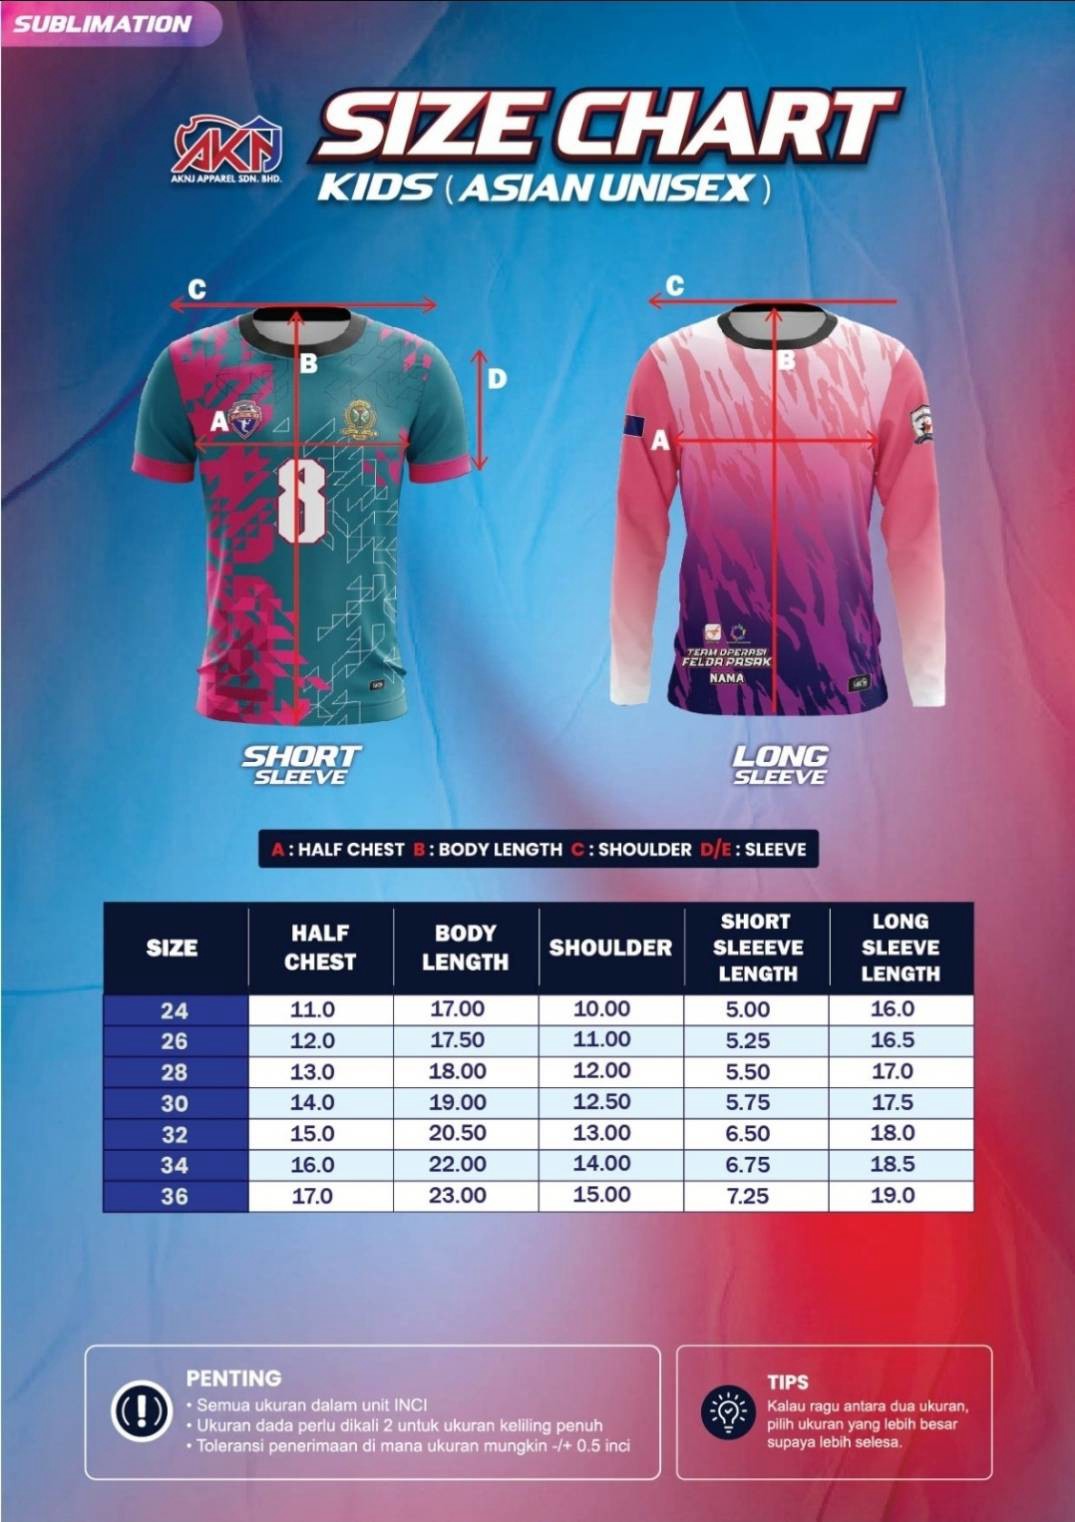 SUBLIMATION
AKNJ
AKNJ APPAREL SDN. BHD.
SIZE CHART
KIDS ( ASIAN UNISEX )
C
C
B
B
D
A
A
8
TEAM OPERASI
FELDA PASAK
NAMA
SHORT
SLEEVE
LONG
SLEEVE
A : HALF CHEST B : BODY LENGTH C : SHOULDER D/E : SLEEVE
SIZE HALF CHEST BODY LENGTH SHOULDER SHORT SLEEEVE LENGTH LONG SLEEVE LENGTH
24 11.0 17.00 10.00 5.00 16.0
26 12.0 17.50 11.00 5.25 16.5
28 13.0 18.00 12.00 5.50 17.0
30 14.0 19.00 12.50 5.75 17.5
32 15.0 20.50 13.00 6.50 18.0
34 16.0 22.00 14.00 6.75 18.5
36 17.0 23.00 15.00 7.25 19.0
PENTING
• Semua ukuran dalam unit INCI
• Ukuran dada perlu dikali 2 untuk ukuran keliling penuh
• Toleransi penerimaan di mana ukuran mungkin -/+ 0.5 inci
TIPS
Kalau ragu antara dua ukuran,
pilih ukuran yang lebih besar
supaya lebih selesa.